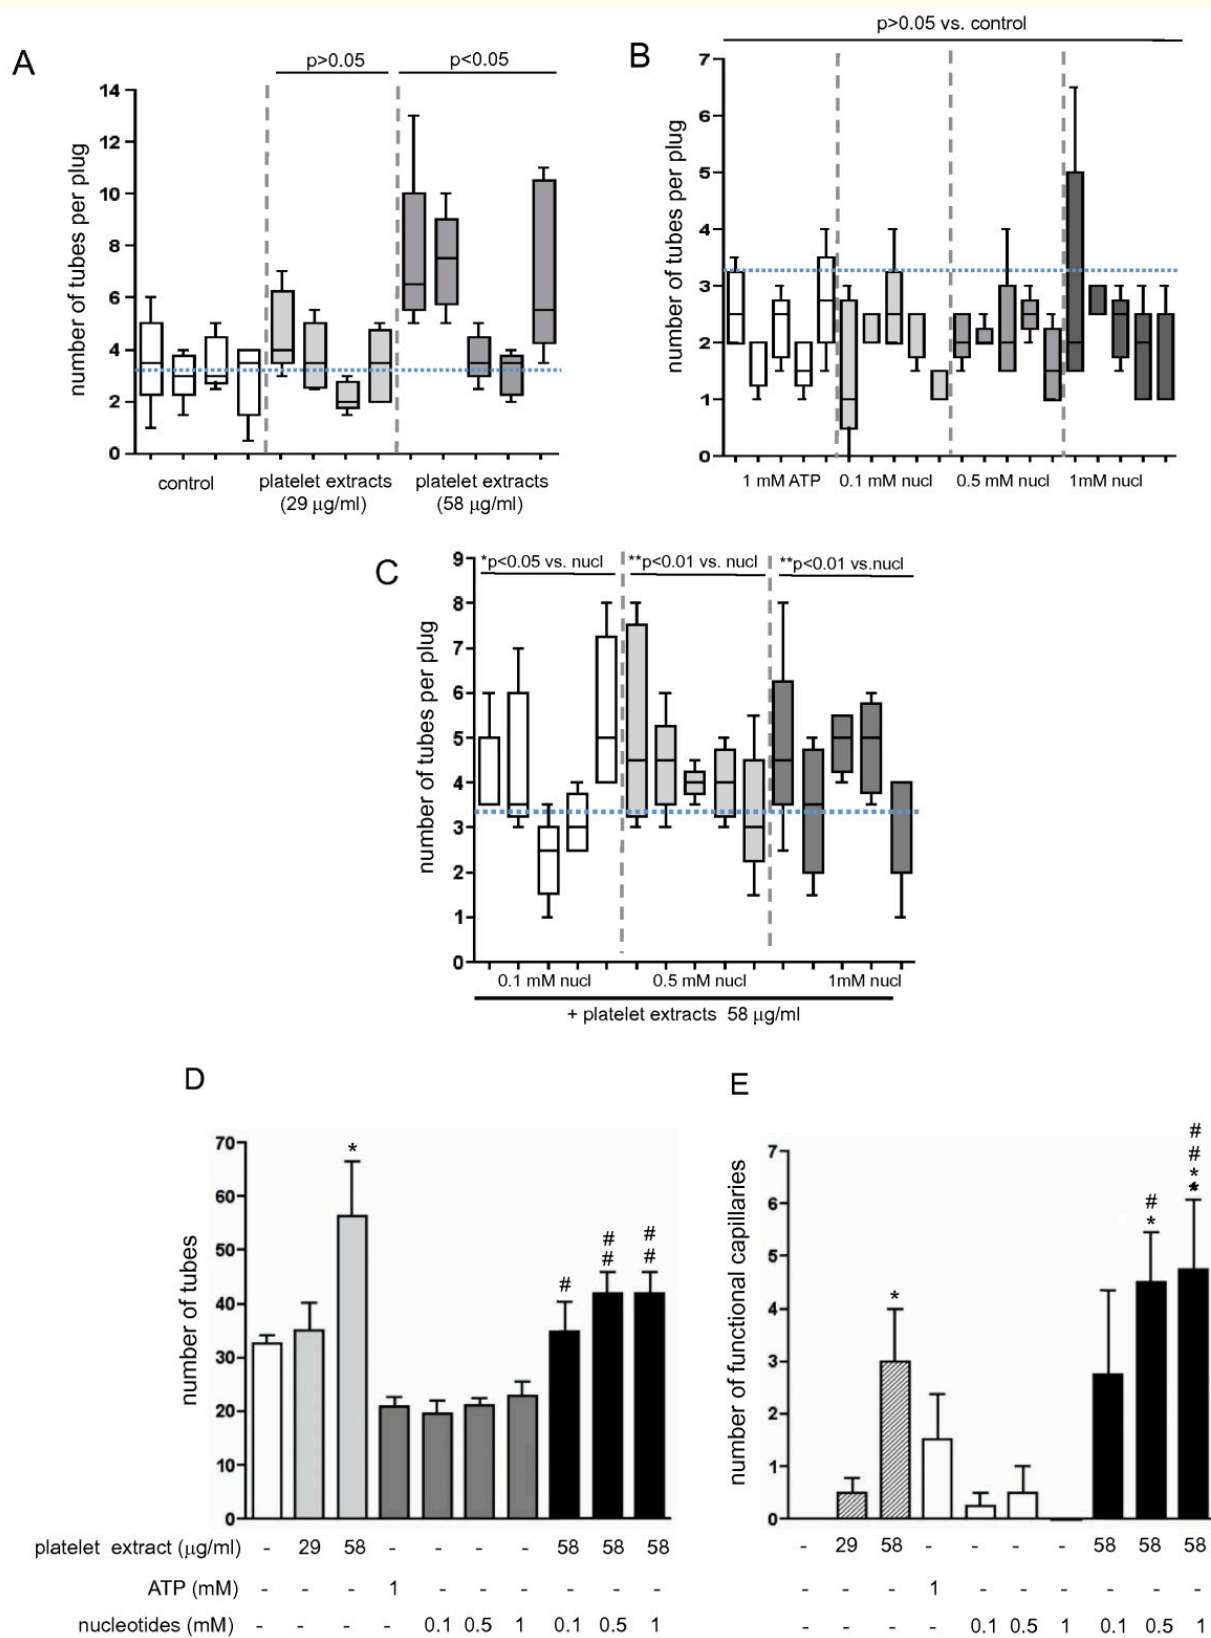 p>0.05 vs. control
A
p>0.05
p<0.05
B
number of tubes per plug
14
12
10
8
6
4
2
0
control
platelet extracts
(29 μg/ml)
platelet extracts
(58 μg/ml)
number of tubes per plug
7
6
5
4
3
2
1
0
1 mM ATP
0.1 mM nucl
0.5 mM nucl
1mM nucl
C
*p<0.05 vs. nucl
**p<0.01 vs. nucl
**p<0.01 vs.nucl
number of tubes per plug
9
8
7
6
5
4
3
2
1
0
0.1 mM nucl
0.5 mM nucl
1mM nucl
+ platelet extracts 58 μg/ml
D
number of tubes
70
60
50
40
30
20
10
0
*
#
# #
# #
platelet extract (μg/ml) - 29 58 - - - - 58 58 58
ATP (mM) - - - 1 - - - - - -
nucleotides (mM) - - - - 0.1 0.5 1 0.1 0.5 1
E
number of functional capillaries
7
6
5
4
3
2
1
0
*
# *
# # * *
- 29 58 - - - - 58 58 58
- - - 1 - - - - - -
- - - - 0.1 0.5 1 0.1 0.5 1